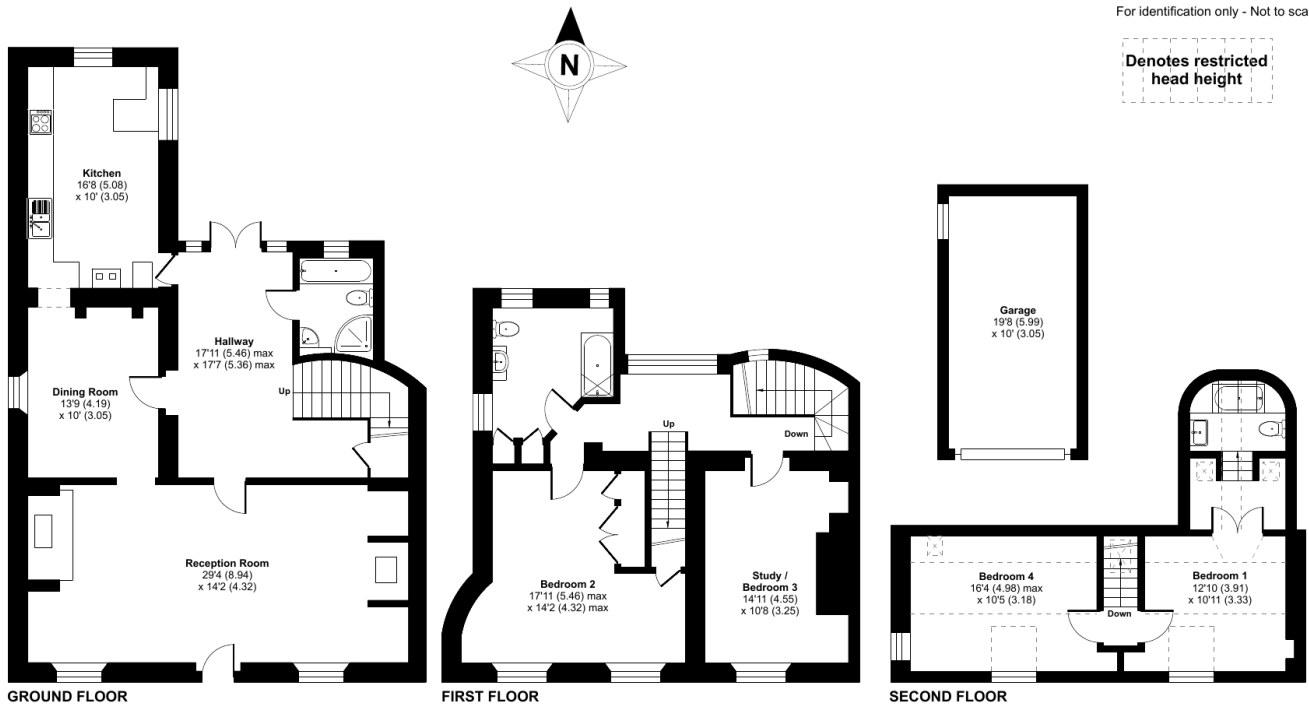 For identification only - Not to sca
Denotes restricted
head height
N
Kitchen
16'8 (5.08)
x 10' (3.05)
Hallway
17'11 (5.46) max
x 17'7 (5.36) max
Up
Dining Room
13'9 (4.19)
x 10' (3.05)
Reception Room
29'4 (8.94)
x 14'2 (4.32)
GROUND FLOOR
Up
Down
Bedroom 2
17'11 (5.46) max
x 14'2 (4.32) max
Study /
Bedroom 3
14'11 (4.55)
x 10'8 (3.25)
FIRST FLOOR
Garage
19'8 (5.99)
x 10' (3.05)
Bedroom 4
16'4 (4.98) max
x 10'5 (3.18)
Down
Bedroom 1
12'10 (3.91)
x 10'11 (3.33)
SECOND FLOOR